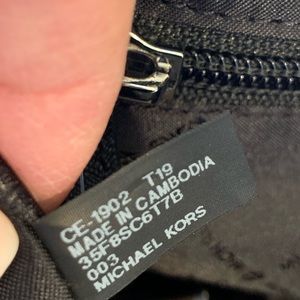 CE-1902 T19
MADE IN CAMBODIA
35F8SC6T7B
003
MICHAEL KORS